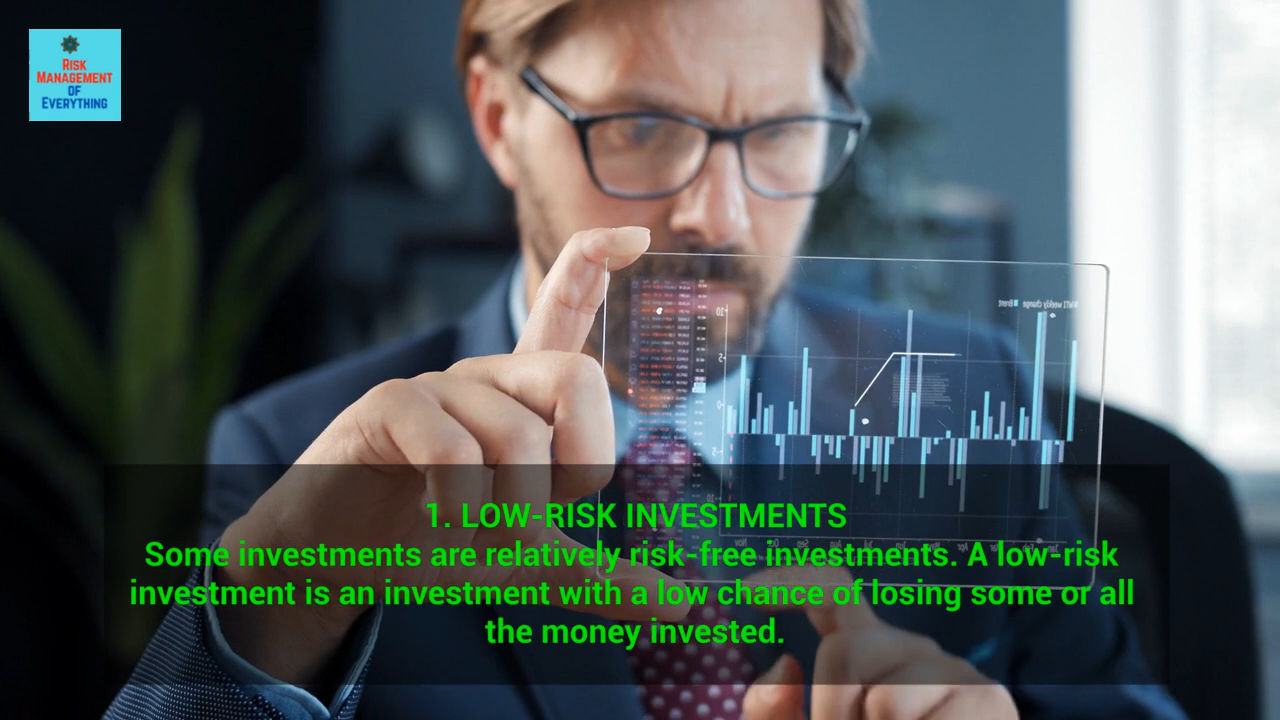 RISK
MANAGEMENT
OF
EVERYTHING
1. LOW-RISK INVESTMENTS
Some investments are relatively risk-free investments. A low-risk
investment is an investment with a low chance of losing some or all
the money invested.